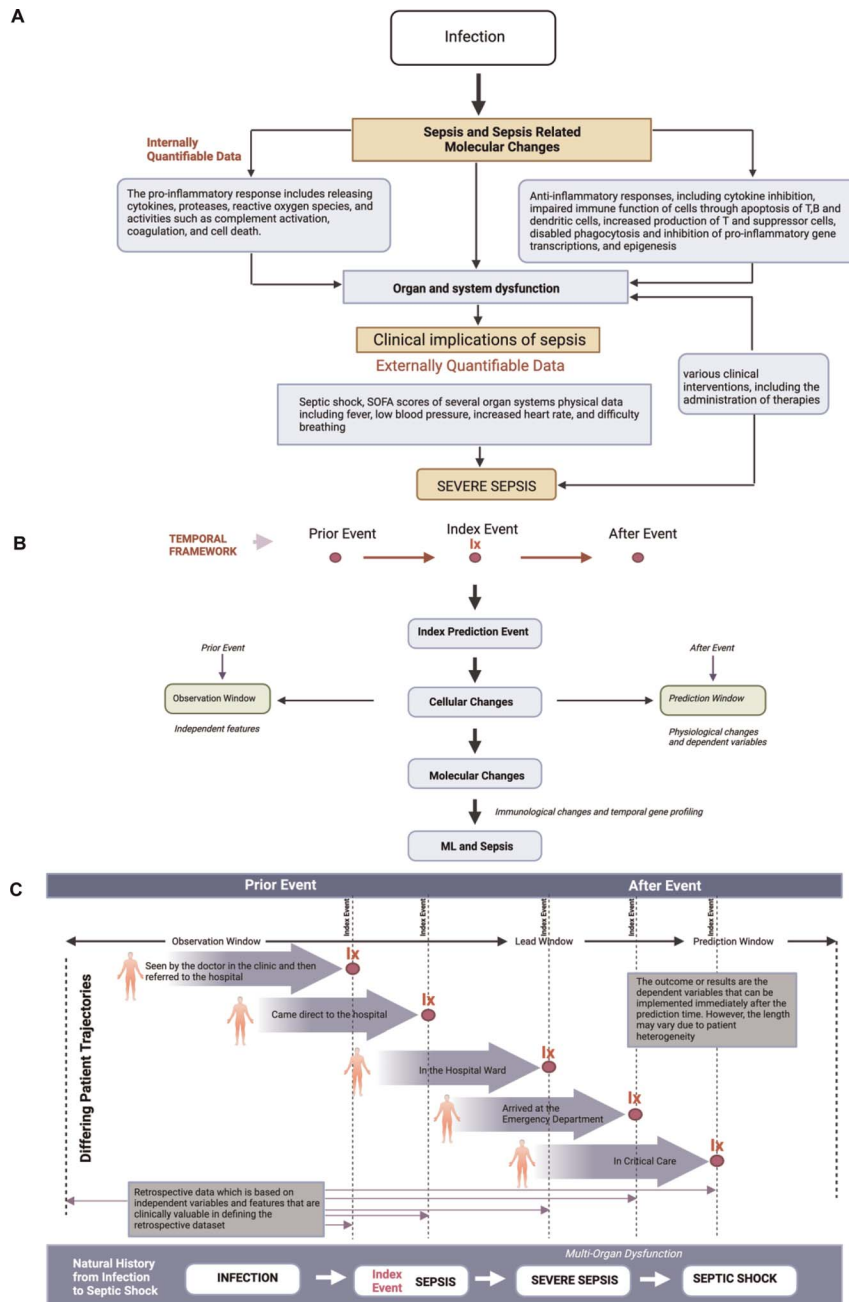 A
Infection
Sepsis and Sepsis Related
Molecular Changes
Internally
Quantifiable Data
The pro-inflammatory response includes releasing
cytokines, proteases, reactive oxygen species, and
activities such as complement activation,
coagulation, and cell death.
Anti-inflammatory responses, including cytokine inhibition,
impaired immune function of cells through apoptosis of T,B and
dendritic cells, increased production of T and suppressor cells,
disabled phagocytosis and inhibition of pro-inflammatory gene
transcriptions, and epigenesis
Organ and system dysfunction
Clinical implications of sepsis
Externally Quantifiable Data
Septic shock, SOFA scores of several organ systems physical data
including fever, low blood pressure, increased heart rate, and difficulty
breathing
various clinical
interventions, including the
administration of therapies
SEVERE SEPSIS
B
TEMPORAL
FRAMEWORK
Prior Event
Index Event
Ix
After Event
Index Prediction Event
Prior Event
Observation Window
Independent features
Cellular Changes
After Event
Prediction Window
Physiological changes
and dependent variables
Molecular Changes
Immunological changes and temporal gene profiling
ML and Sepsis
C
Prior Event
After Event
Index Event
Index Event
Index Event
Index Event
Index Event
Observation Window
Lead Window
Prediction Window
Differing Patient Trajectories
Seen by the doctor in the clinic and then
referred to the hospital
Ix
Came direct to the hospital
Ix
The outcome or results are the
dependent variables that can be
implemented immediately after the
prediction time. However, the length
may vary due to patient
heterogeneity
In the Hospital Ward
Ix
Arrived at the
Emergency Department
Ix
In Critical Care
Ix
Retrospective data which is based on
independent variables and features that are
clinically valuable in defining the
retrospective dataset
Natural History
from Infection
to Septic Shock
Multi-Organ Dysfunction
INFECTION
Index
Event
SEPSIS
SEVERE SEPSIS
SEPTIC SHOCK